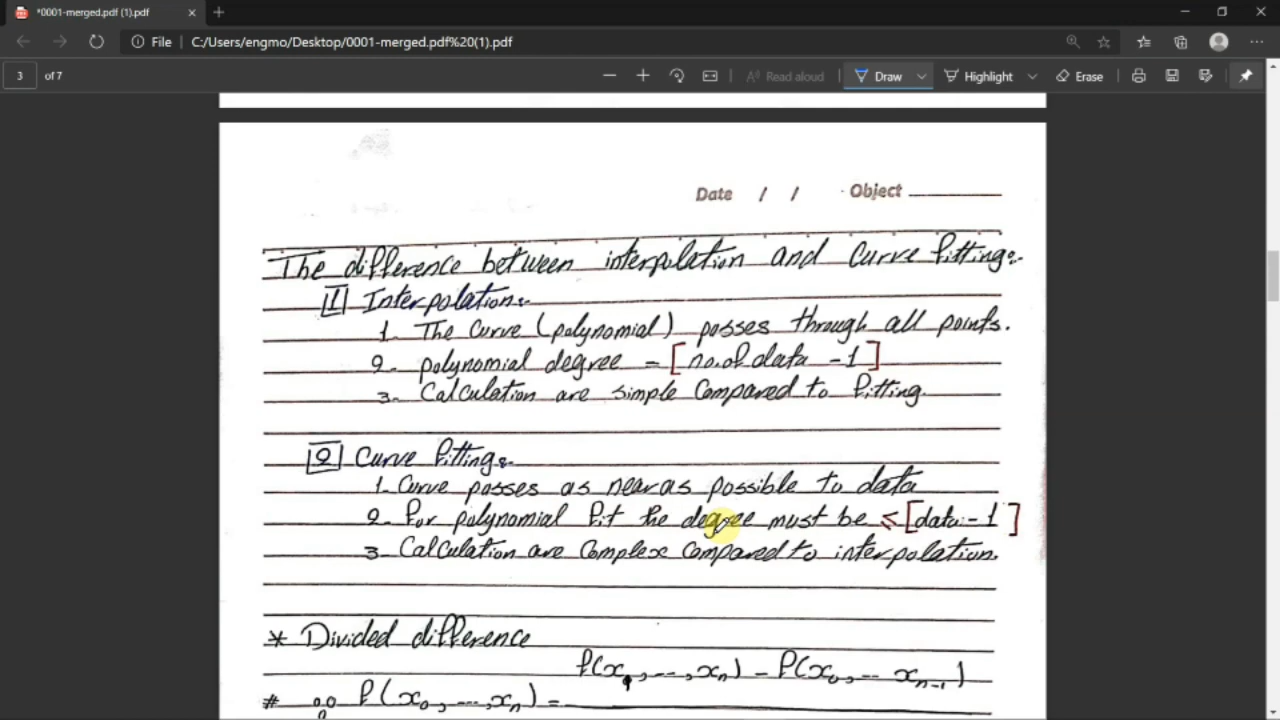 *0001-merged.pdf (1).pdf
File C:/Users/engmo/Desktop/0001-merged.pdf%20(1).pdf
3 of 7 Read aloud Draw Highlight Erase
Date / / Object
The difference between interpolation and Curve fitting:-
[1] Interpolation:-
1. The Curve (polynomial) passes through all points.
2- polynomial degree = [no. of data -1]
3- Calculation are simple Compared to fitting.
[2] Curve fitting:-
1- Curve passes as near as possible to data
2- for polynomial fit the degree must be ≤ [data - 1]
3- Calculation are Complex Compared to interpolation.
* Divided difference
f(x₁,---,xₙ) - f(x₀,-- xₙ₋₁)
# f(x₀,---,xₙ) =